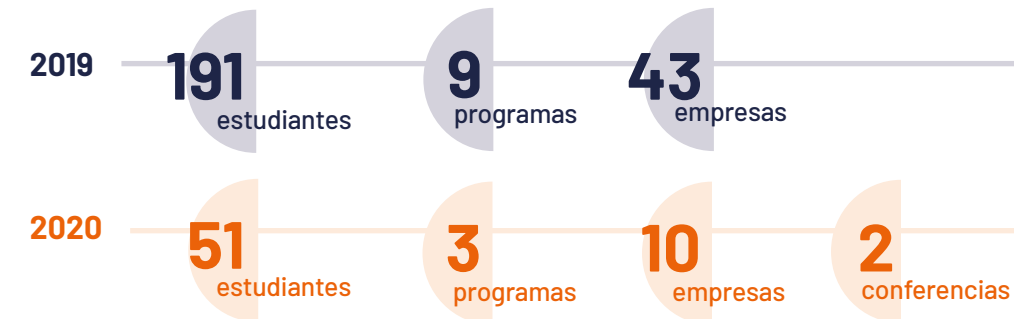 2019
191
estudiantes
9
programas
43
empresas
2020
51
estudiantes
3
programas
10
empresas
2
conferencias